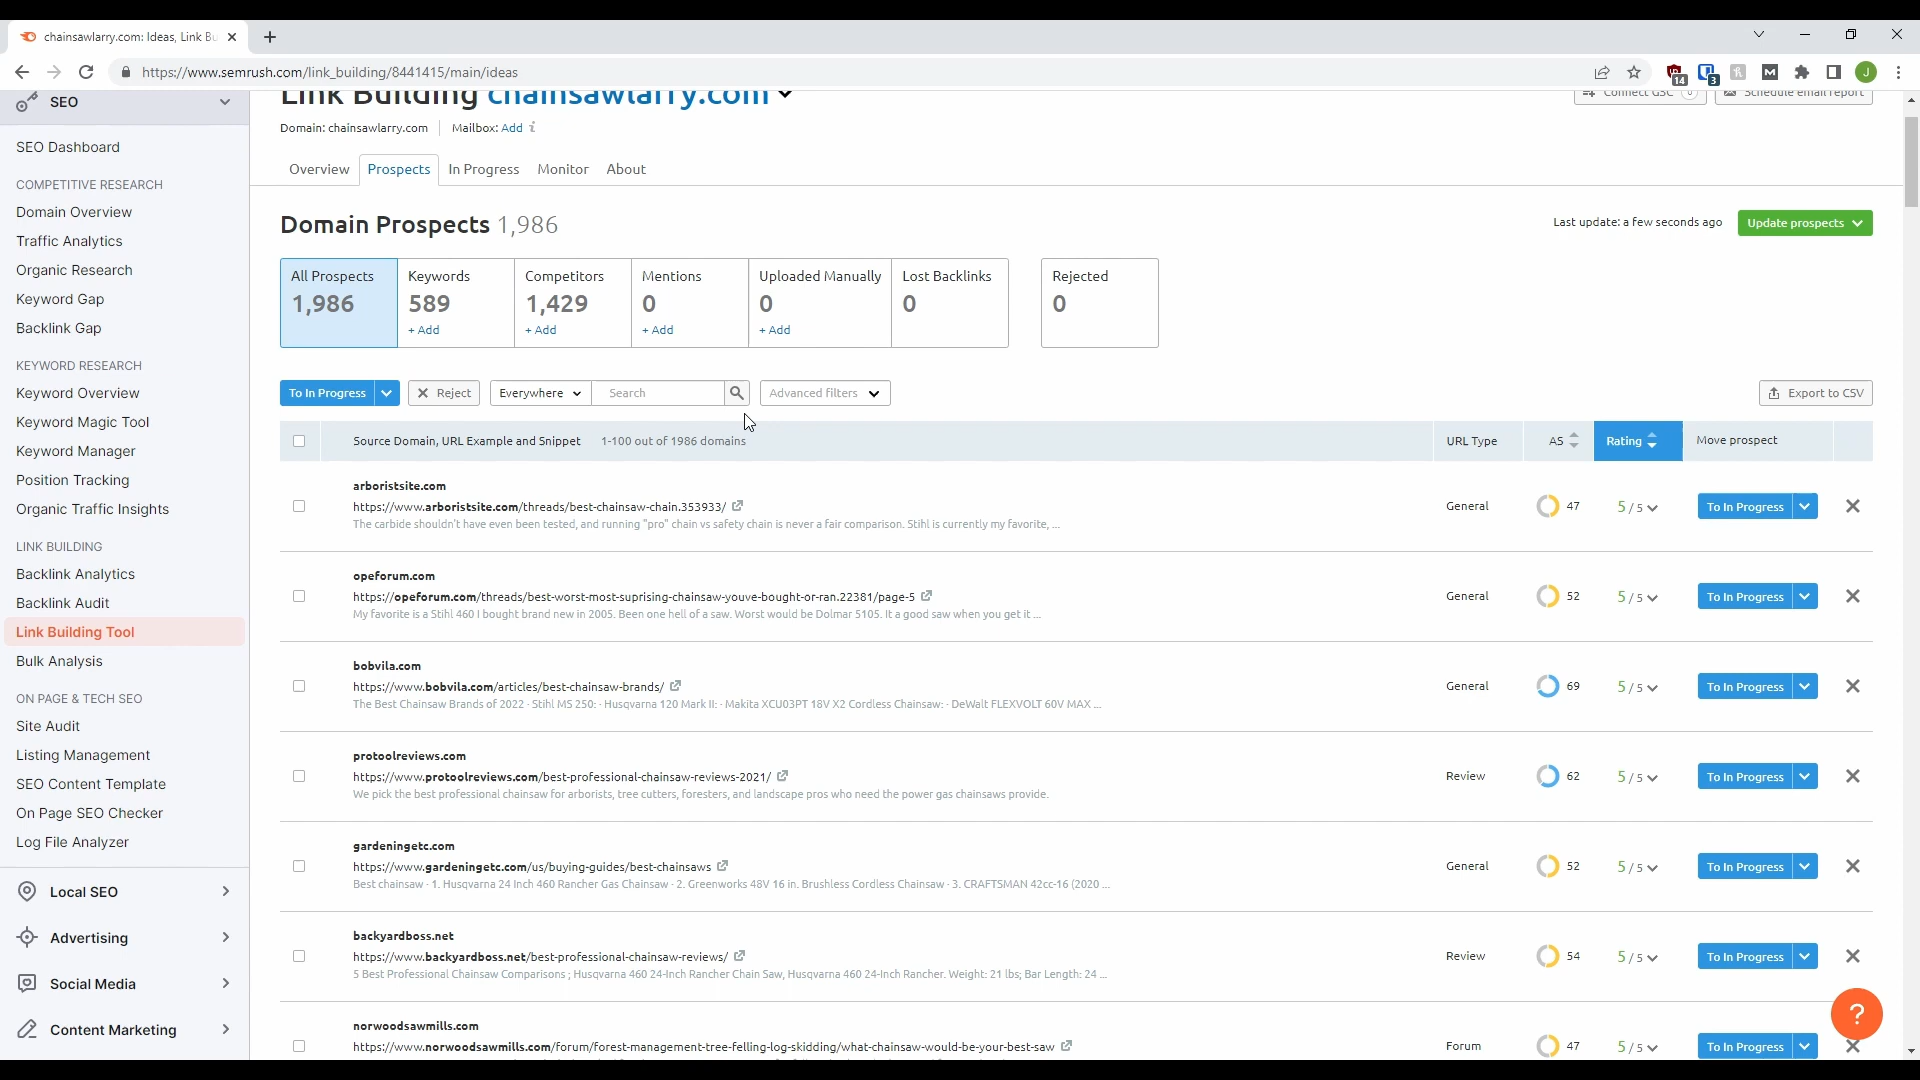 chainsawlarry.com: Ideas, Link Bu
https://www.semrush.com/link_building/8441415/main/ideas
14
3
J
SEO
SEO Dashboard
COMPETITIVE RESEARCH
Domain Overview
Traffic Analytics
Organic Research
Keyword Gap
Backlink Gap
KEYWORD RESEARCH
Keyword Overview
Keyword Magic Tool
Keyword Manager
Position Tracking
Organic Traffic Insights
LINK BUILDING
Backlink Analytics
Backlink Audit
Link Building Tool
Bulk Analysis
ON PAGE & TECH SEO
Site Audit
Listing Management
SEO Content Template
On Page SEO Checker
Log File Analyzer
Local SEO
Advertising
Social Media
Content Marketing
Link Building chainsawlarry.com
Connect GSC
Schedule email report
Domain: chainsawlarry.com
Mailbox: Add i
Overview
Prospects
In Progress
Monitor
About
Domain Prospects 1,986
Last update: a few seconds ago
Update prospects
All Prospects
1,986
Keywords
589
+ Add
Competitors
1,429
+ Add
Mentions
0
+ Add
Uploaded Manually
0
+ Add
Lost Backlinks
0
Rejected
0
To In Progress
Reject
Everywhere
Search
Advanced filters
Export to CSV
Source Domain, URL Example and Snippet
1-100 out of 1986 domains
URL Type
AS
Rating
Move prospect
arboristsite.com
https://www.arboristsite.com/threads/best-chainsaw-chain.353933/
The carbide shouldn't have even been tested, and running "pro" chain vs safety chain is never a fair comparison. Stihl is currently my favorite, ...
General
47
5 / 5
To In Progress
opeforum.com
https://opeforum.com/threads/best-worst-most-suprising-chainsaw-youve-bought-or-ran.22381/page-5
My favorite is a Stihl 460 I bought brand new in 2005. Been one hell of a saw. Worst would be Dolmar 5105. It a good saw when you get it ...
General
52
5 / 5
To In Progress
bobvila.com
https://www.bobvila.com/articles/best-chainsaw-brands/
The Best Chainsaw Brands of 2022 · Stihl MS 250: · Husqvarna 120 Mark II: · Makita XCU03PT 18V X2 Cordless Chainsaw: · DeWalt FLEXVOLT 60V MAX ...
General
69
5 / 5
To In Progress
protoolreviews.com
https://www.protoolreviews.com/best-professional-chainsaw-reviews-2021/
We pick the best professional chainsaw for arborists, tree cutters, foresters, and landscape pros who need the power gas chainsaws provide.
Review
62
5 / 5
To In Progress
gardeningetc.com
https://www.gardeningetc.com/us/buying-guides/best-chainsaws
Best chainsaw · 1. Husqvarna 24 Inch 460 Rancher Gas Chainsaw · 2. Greenworks 48V 16 in. Brushless Cordless Chainsaw · 3. CRAFTSMAN 42cc-16 (2020 ...
General
52
5 / 5
To In Progress
backyardboss.net
https://www.backyardboss.net/best-professional-chainsaw-reviews/
5 Best Professional Chainsaw Comparisons ; Husqvarna 460 24-Inch Rancher Chain Saw, Husqvarna 460 24-Inch Rancher. Weight: 21 lbs; Bar Length: 24 ...
Review
54
5 / 5
To In Progress
norwoodsawmills.com
https://www.norwoodsawmills.com/forum/forest-management-tree-felling-log-skidding/what-chainsaw-would-be-your-best-saw
Forum
47
5 / 5
To In Progress
?